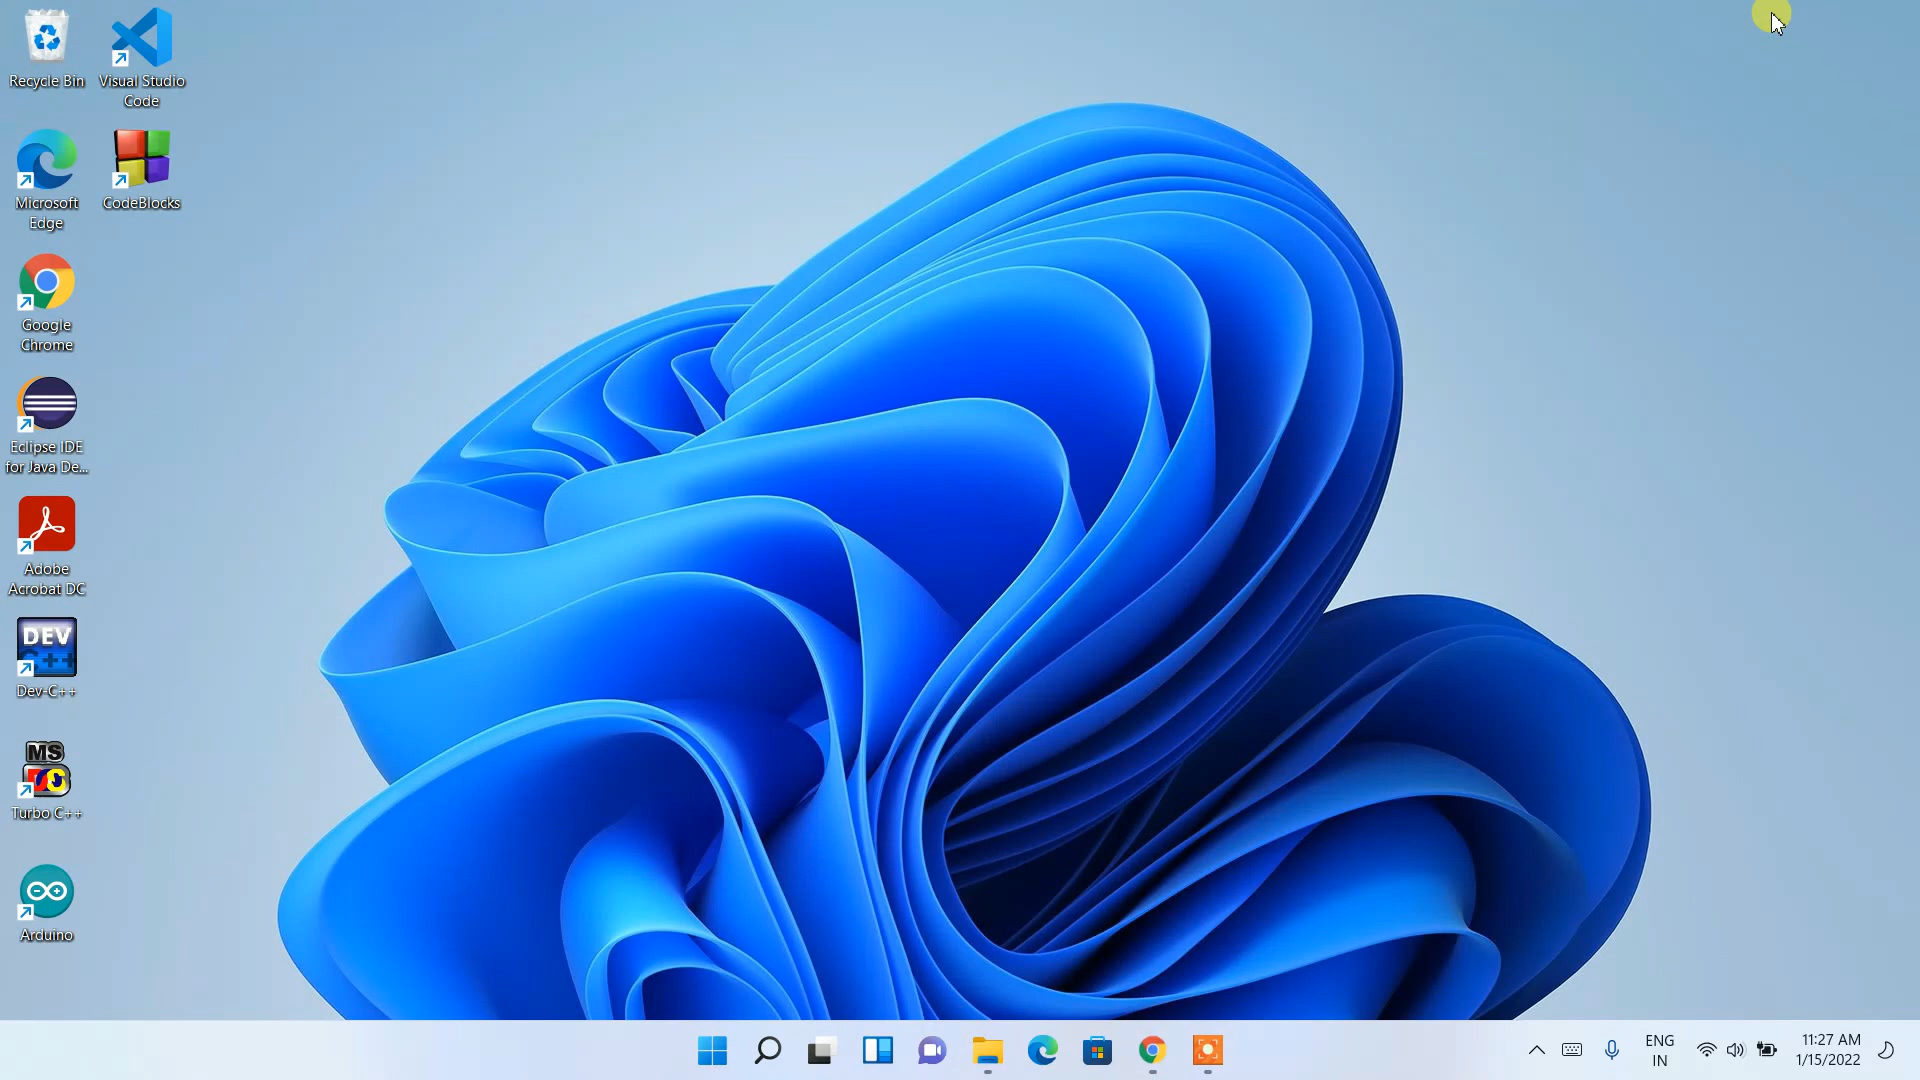 Recycle Bin
Visual Studio
Code
Microsoft
Edge
CodeBlocks
Google
Chrome
Eclipse IDE
for Java De...
Adobe
Acrobat DC
DEV
C++
Dev-C++
MS
DOS
Turbo C++
Arduino
ENG
IN
11:27 AM
1/15/2022